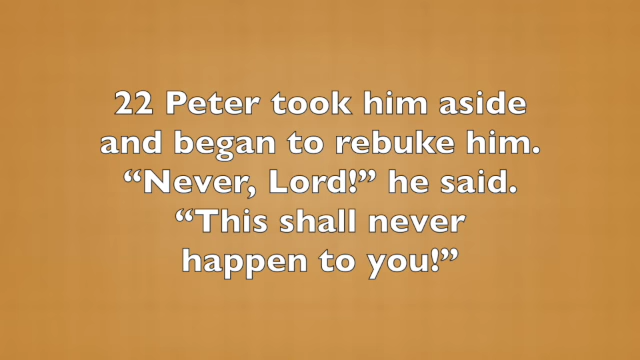 22 Peter took him aside
and began to rebuke him.
“Never, Lord!” he said.
“This shall never
happen to you!”